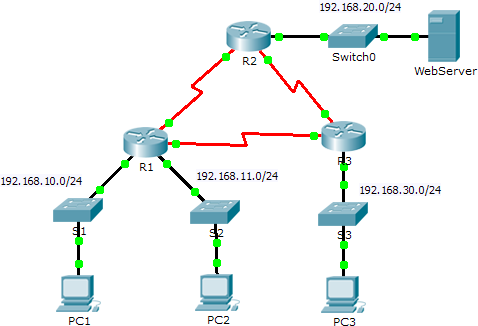 192.168.20.0/24
R2
Switch0
WebServer
R1
R3
192.168.10.0/24
192.168.11.0/24
192.168.30.0/24
S1
S2
S3
PC1
PC2
PC3